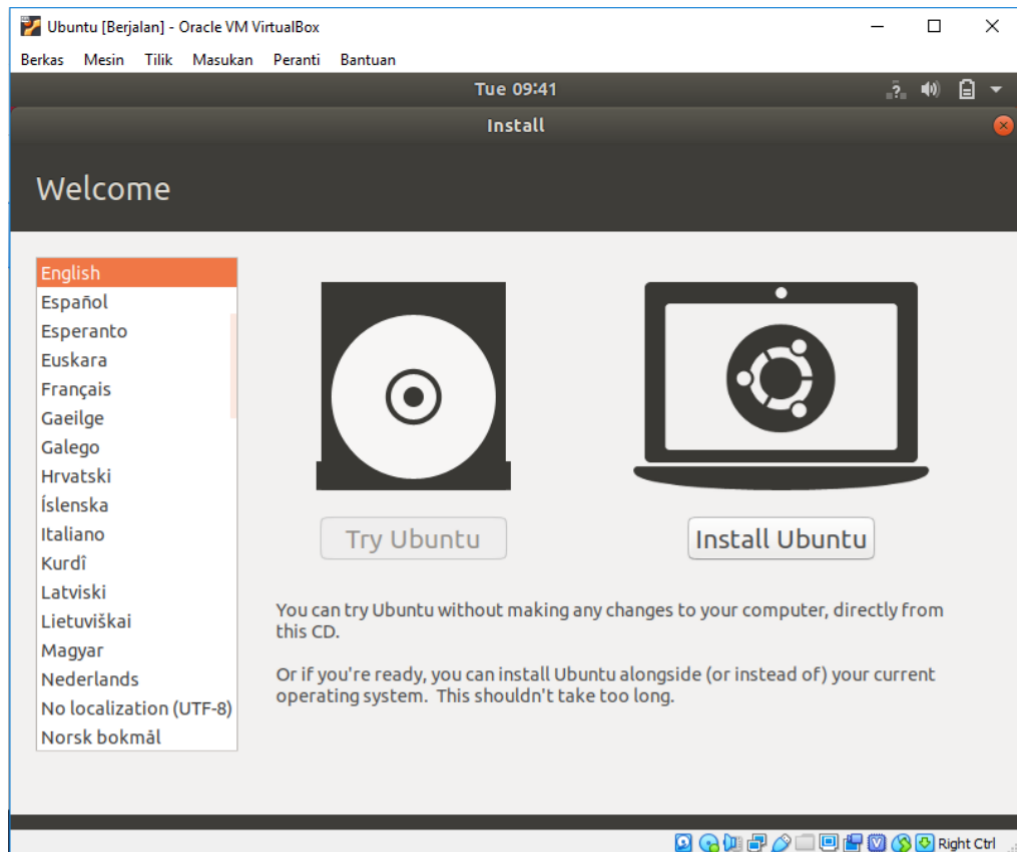 Ubuntu [Berjalan] - Oracle VM VirtualBox
Berkas Mesin Tilik Masukan Peranti Bantuan
Tue 09:41
?
Install
Welcome
English
Español
Esperanto
Euskara
Français
Gaeilge
Galego
Hrvatski
Íslenska
Italiano
Kurdî
Latviski
Lietuviškai
Magyar
Nederlands
No localization (UTF-8)
Norsk bokmål
Try Ubuntu
Install Ubuntu
You can try Ubuntu without making any changes to your computer, directly from
this CD.
Or if you're ready, you can install Ubuntu alongside (or instead of) your current
operating system. This shouldn't take too long.
V
Right Ctrl